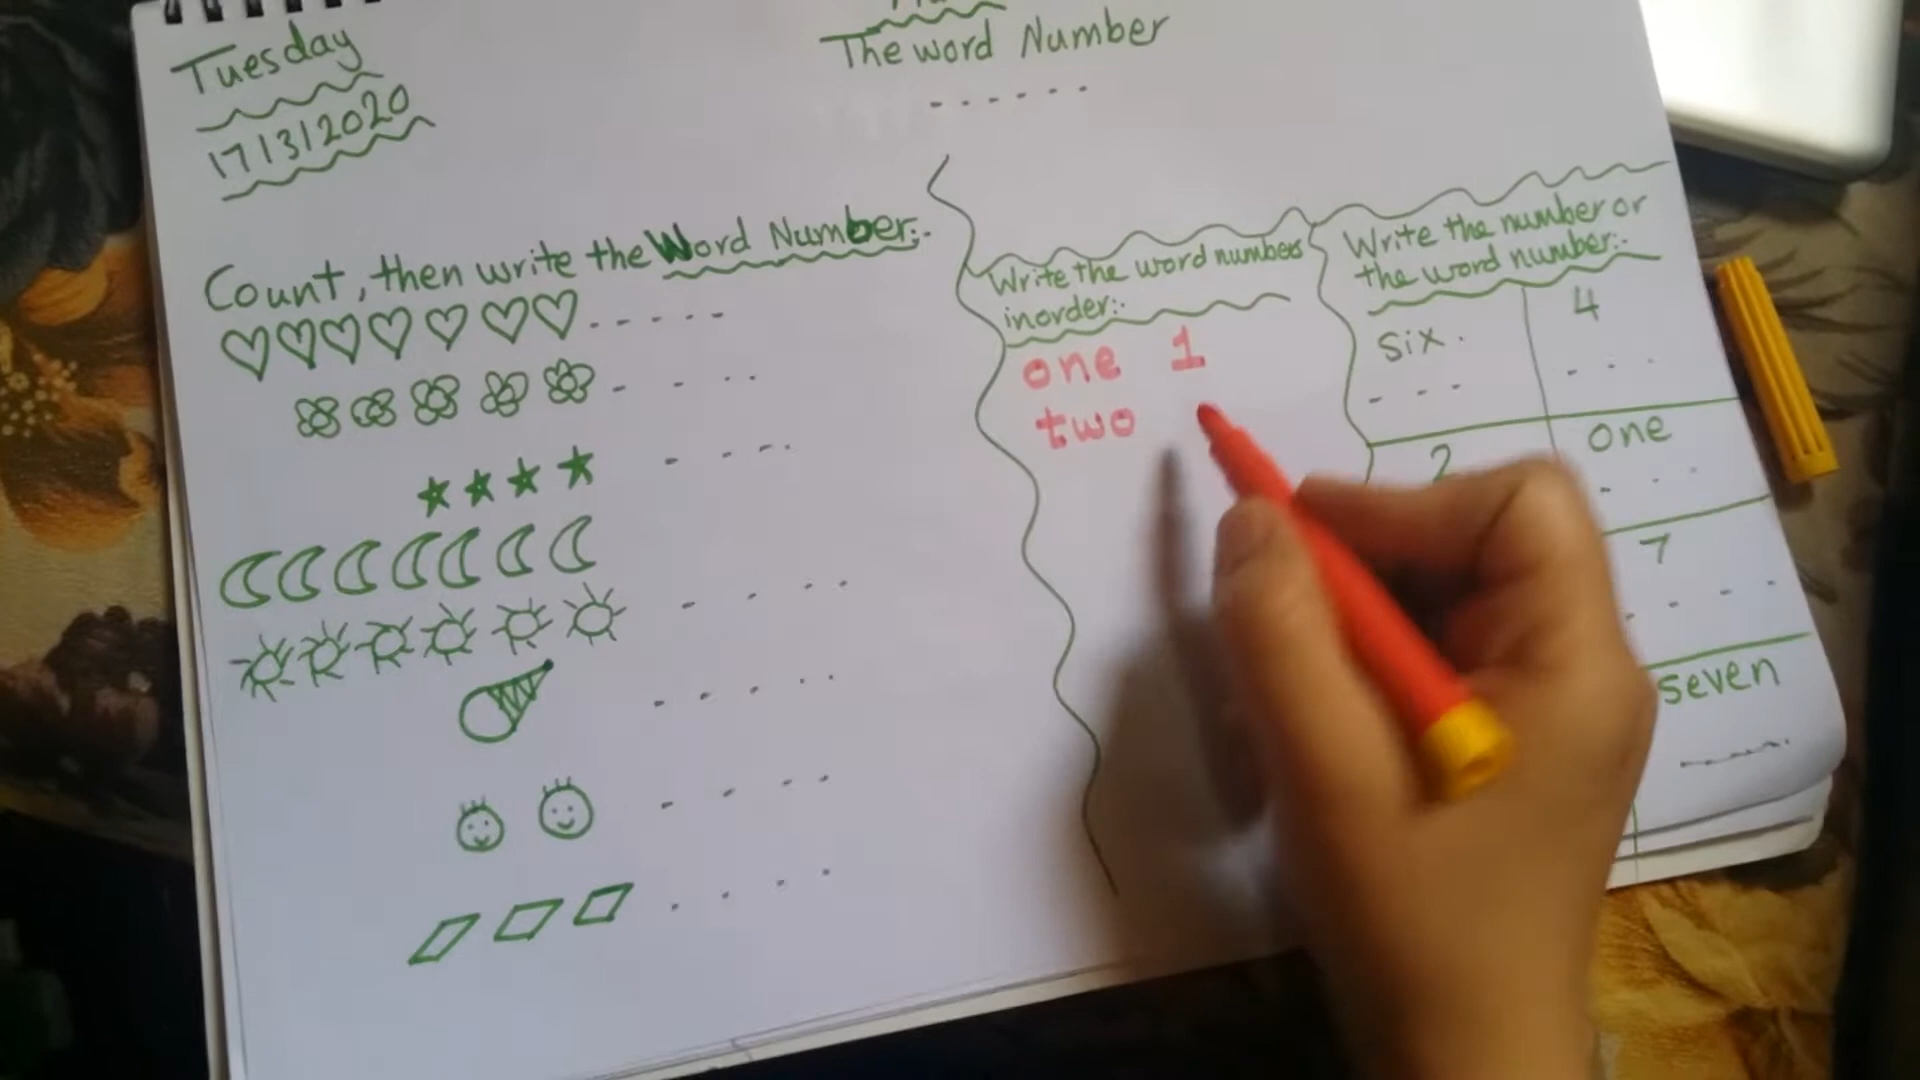 Tuesday
17/3/2020
The word Number
Count, then write the Word Number:-
Write the word numbers
inorder:-
one 1
two
Write the number or
the word number:-
six.
4
2
one
7
seven